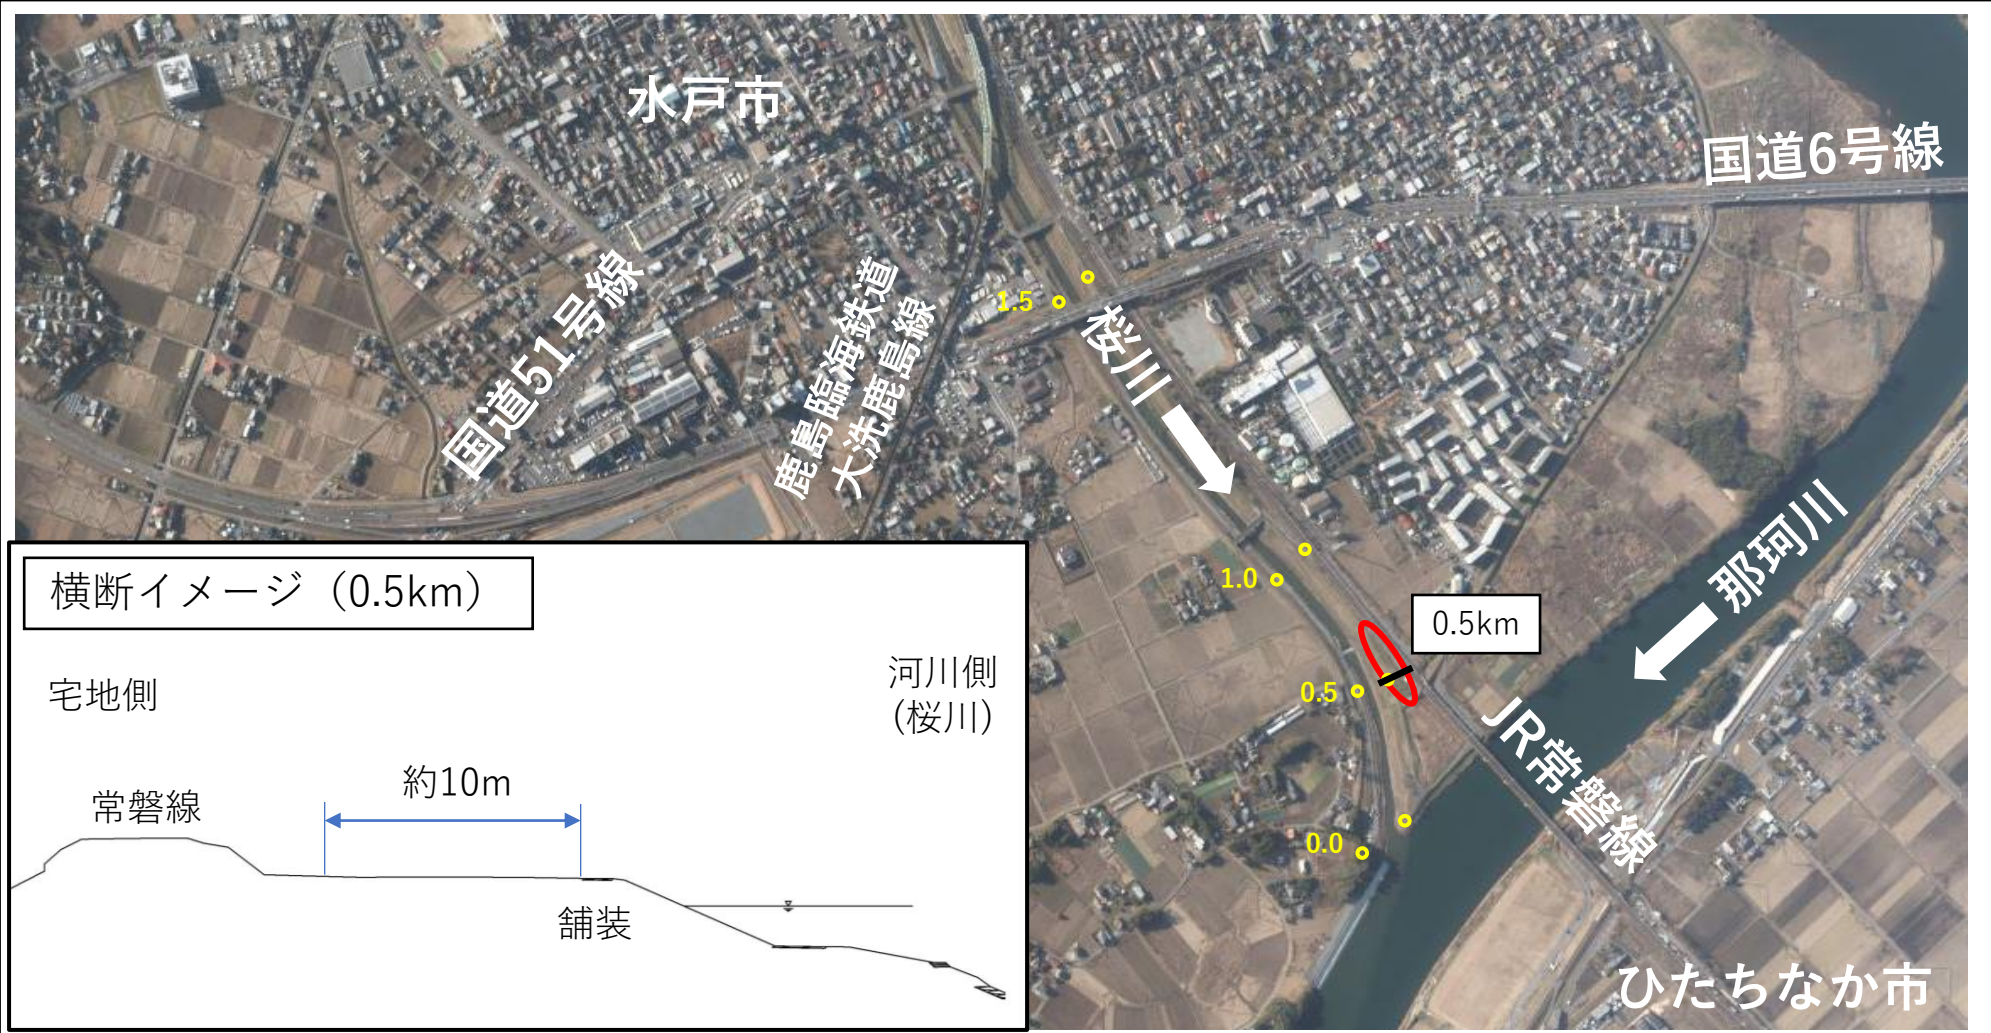 水戸市
国道6号線
国道51号線
鹿島臨海鉄道
大洗鹿島線
1.5
桜川
那珂川
1.0
0.5km
0.5
JR常磐線
0.0
ひたちなか市
横断イメージ（0.5km）
宅地側
河川側
(桜川)
約10m
常磐線
舗装